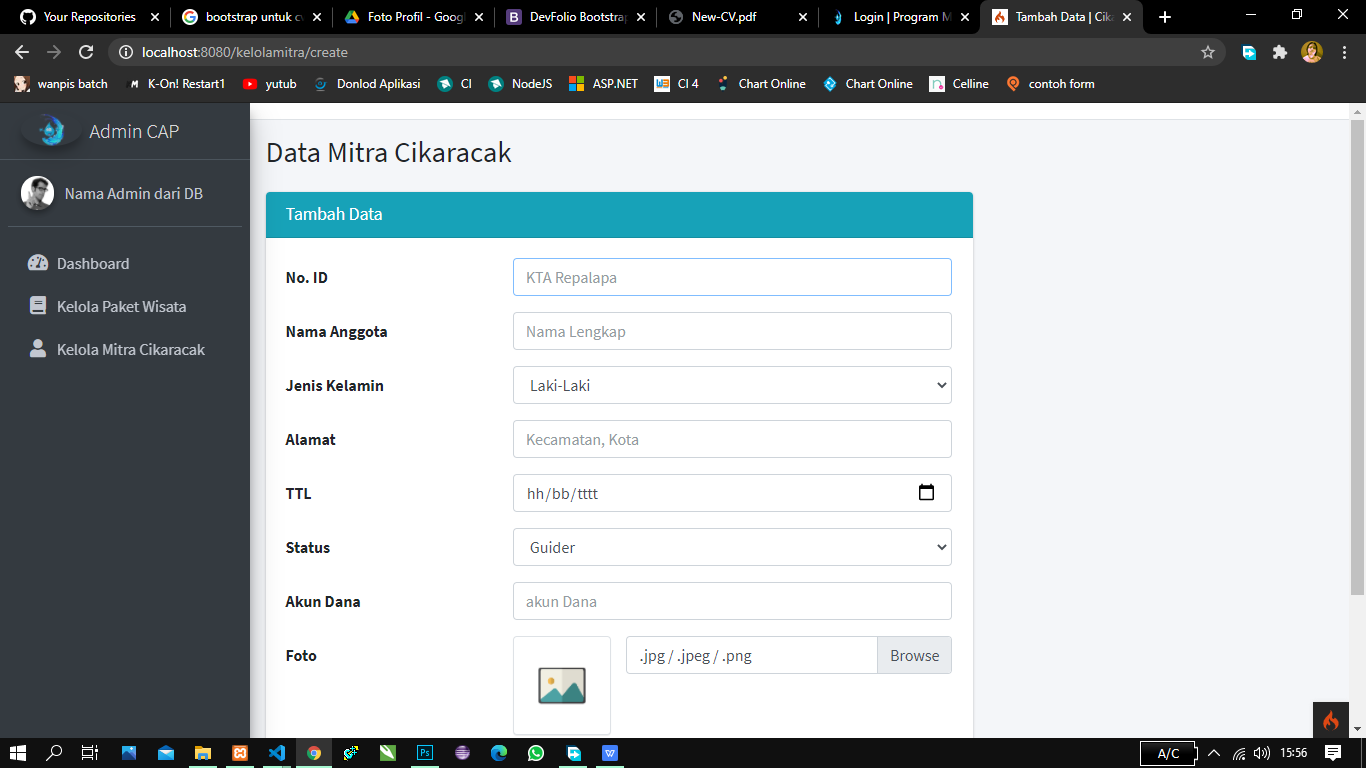 Your Repositories
bootstrap untuk cv
Foto Profil - Googl
DevFolio Bootstrap
New-CV.pdf
Login | Program M
Tambah Data | Cika
localhost:8080/kelolamitra/create
wanpis batch
K-On! Restart1
yutub
Donlod Aplikasi
CI
NodeJS
ASP.NET
CI 4
Chart Online
Chart Online
Celline
contoh form
Admin CAP
Nama Admin dari DB
Dashboard
Kelola Paket Wisata
Kelola Mitra Cikaracak
Data Mitra Cikaracak
Tambah Data
No. ID
KTA Repalapa
Nama Anggota
Nama Lengkap
Jenis Kelamin
Laki-Laki
Alamat
Kecamatan, Kota
TTL
hh/bb/tttt
Status
Guider
Akun Dana
akun Dana
Foto
.jpg / .jpeg / .png
Browse
A/C
15:56